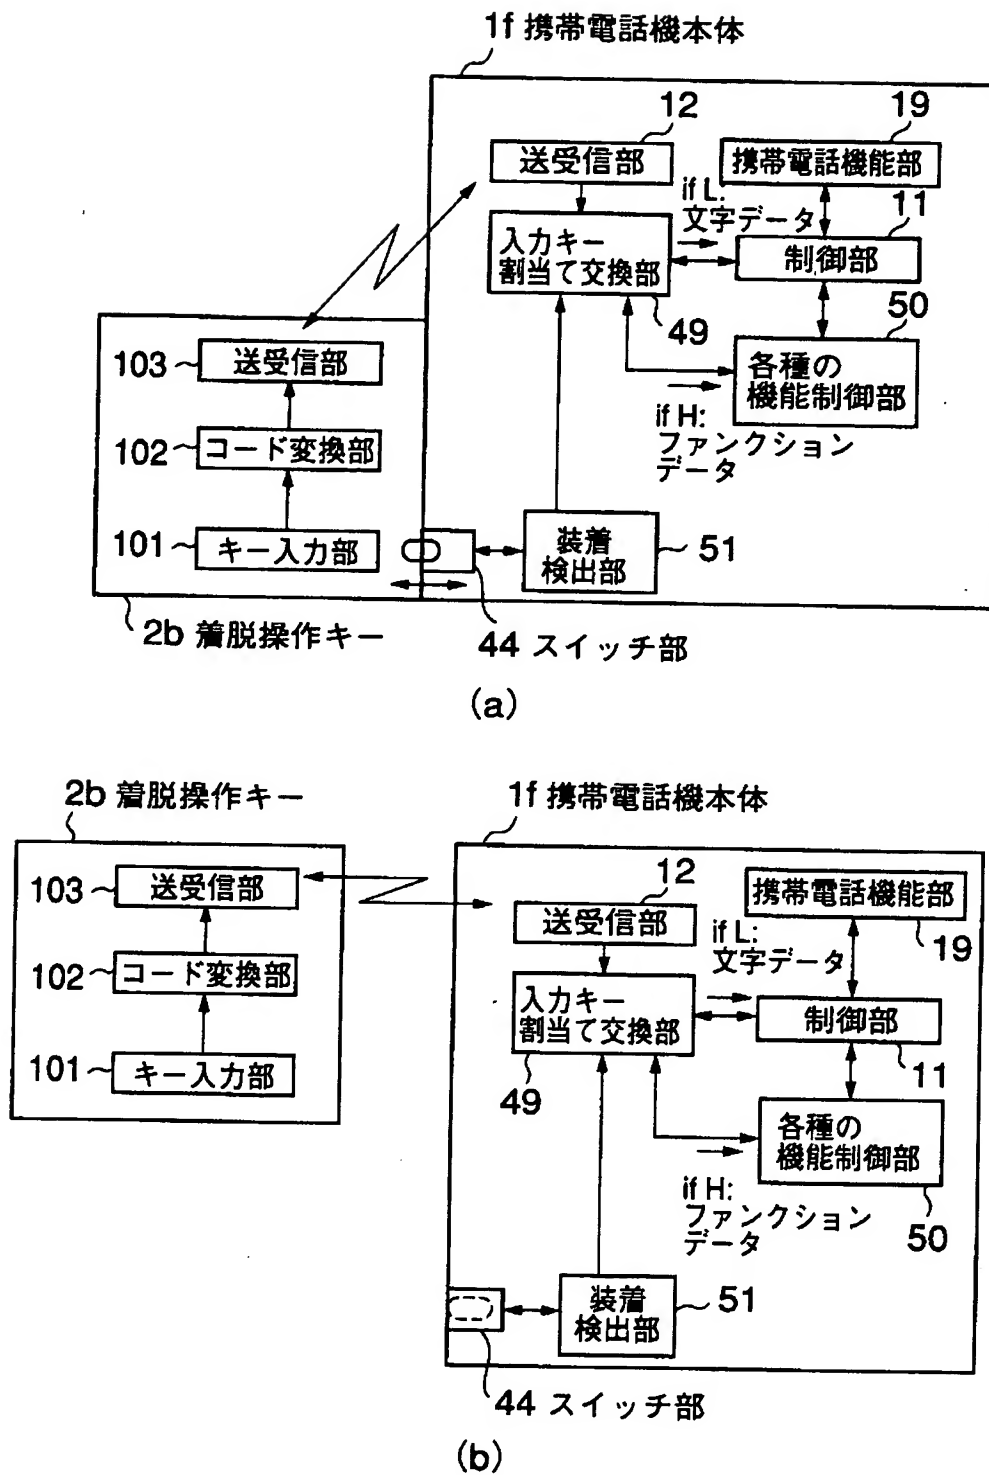 1f 携帯電話機本体
12
19
送受信部
携帯電話機能部
if L:
文字データ
11
入力キー
割当て交換部
制御部
49
50
103
送受信部
各種の
機能制御部
if H:
ファンクション
データ
102
コード変換部
101
キー入力部
装着
検出部
51
2b 着脱操作キー
44 スイッチ部
(a)
2b 着脱操作キー
1f 携帯電話機本体
103
送受信部
12
携帯電話機能部
送受信部
if L:
文字データ
19
102
コード変換部
入力キー
割当て交換部
制御部
49
11
101
キー入力部
各種の
機能制御部
if H:
ファンクション
データ
50
装着
検出部
51
44 スイッチ部
(b)